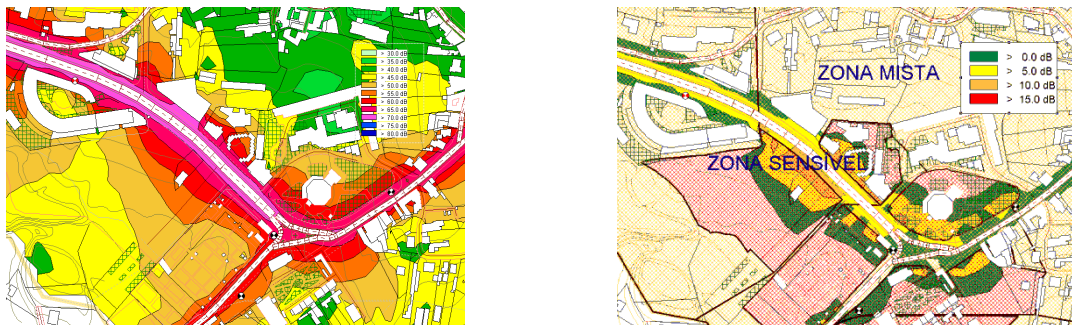 > 30.0 dB
> 35.0 dB
> 40.0 dB
> 45.0 dB
> 50.0 dB
> 55.0 dB
> 60.0 dB
> 65.0 dB
> 70.0 dB
> 75.0 dB
> 80.0 dB
ZONA MISTA
> 0.0 dB
> 5.0 dB
> 10.0 dB
> 15.0 dB
ZONA SENSÍVEL